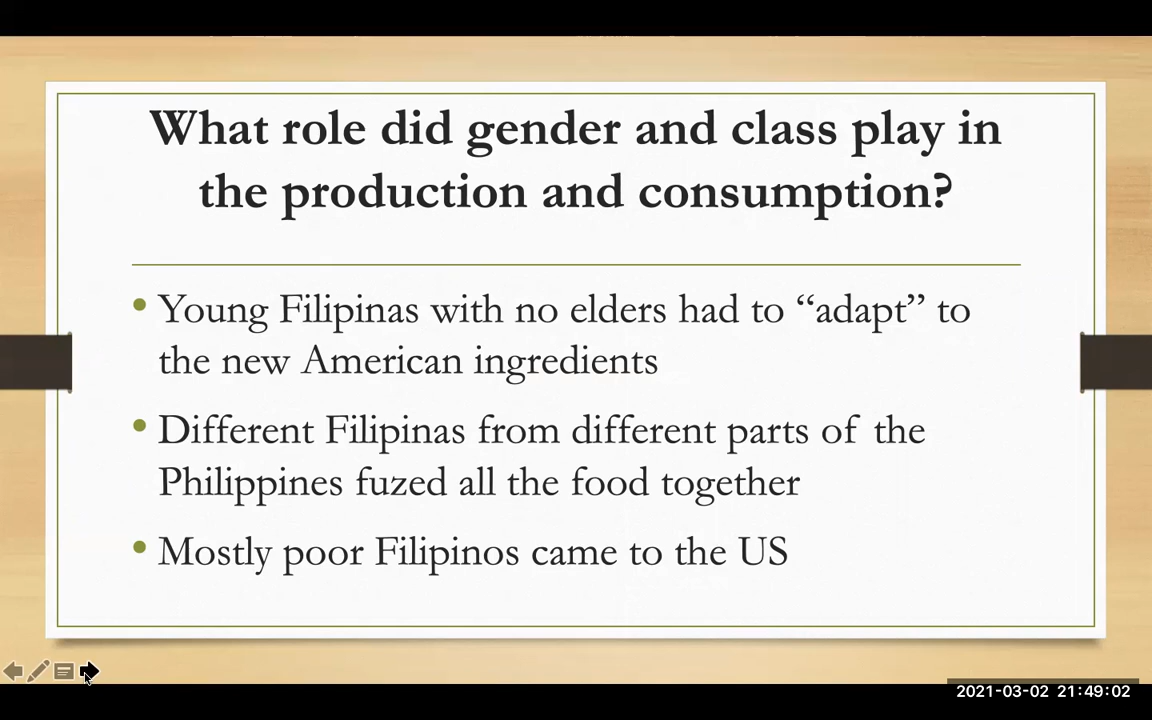 What role did gender and class play in
the production and consumption?
• Young Filipinas with no elders had to “adapt” to
the new American ingredients
• Different Filipinas from different parts of the
Philippines fuzed all the food together
• Mostly poor Filipinos came to the US
2021-03-02 21:49:02